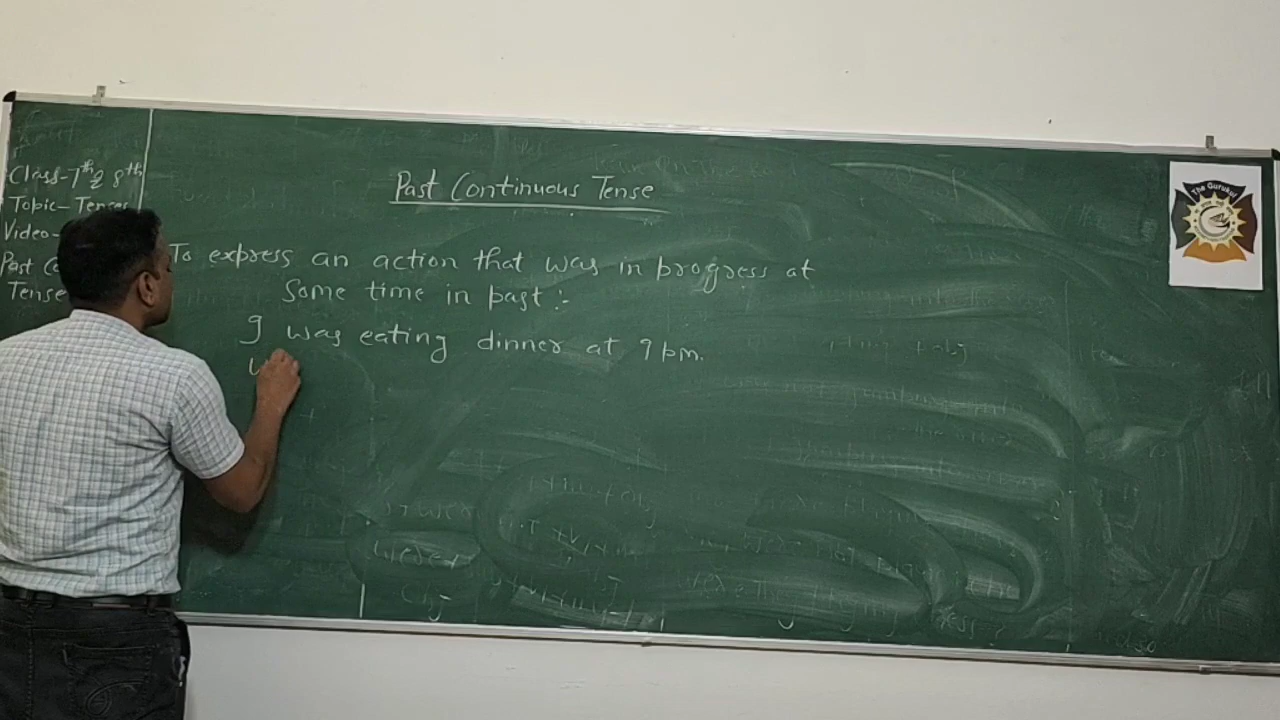 Class-7th & 8th
Topic- Tenses
Video-
Past Co
Tense
Past Continuous Tense
To express an action that was in progress at
Some time in past :-
I was eating dinner at 9 pm.
W
The Gurukul